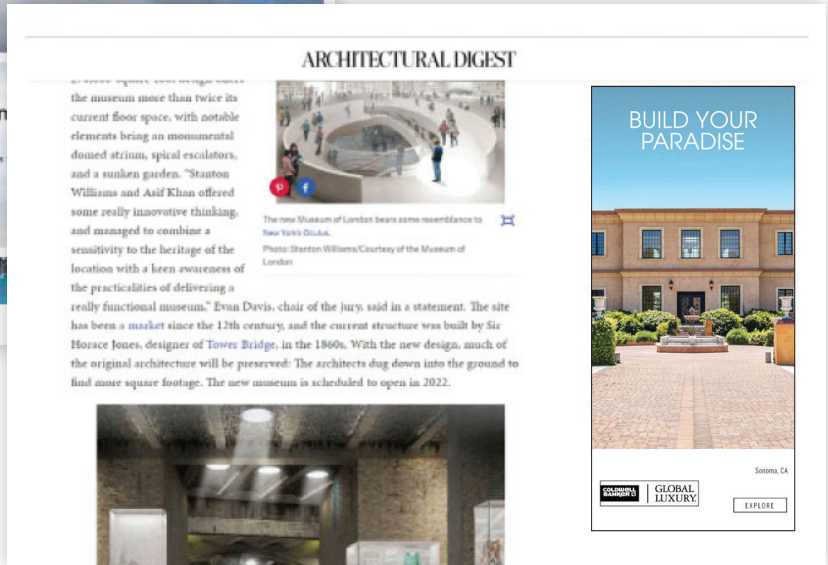 ARCHITECTURAL DIGEST
the museum more than twice its
current floor space, with notable
elements being an monumental
domed atrium, spiral escalators,
and a sunken garden. "Stanton
Williams and Asif Khan offered
some really innovative thinking,
and managed to combine a
sensitivity to the heritage of the
location with a keen awareness of
the practicalities of delivering a
really functional museum," Evan Davis, chair of the jury, said in a statement. The site
has been a market since the 12th century, and the current structure was built by Sir
Horace Jones, designer of Tower Bridge, in the 1860s. With the new design, much of
the original architecture will be preserved: The architects dug down into the ground to
find more square footage. The new museum is scheduled to open in 2022.
The new Museum of London bears some resemblance to
New York's Oculus.
Photo: Stanton Williams/Courtesy of the Museum of
London
BUILD YOUR
PARADISE
Sonoma, CA
COLDWELL
BANKER
GLOBAL
LUXURY
EXPLORE